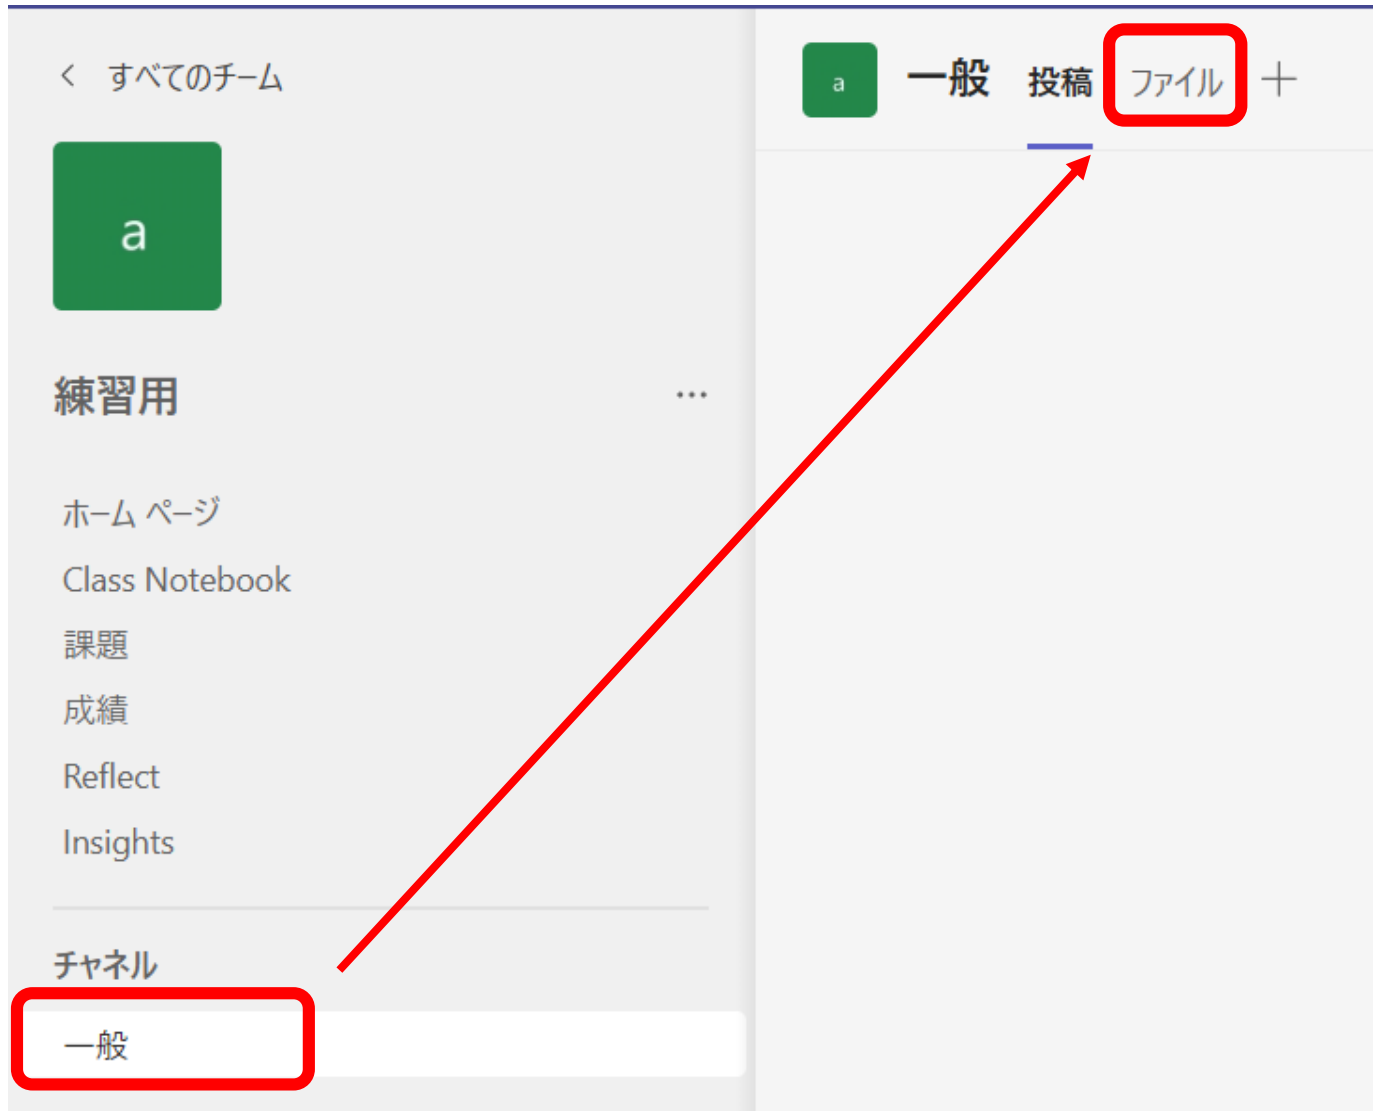 すべてのチーム
a
練習用
…
ホーム ページ
Class Notebook
課題
成績
Reflect
Insights
チャネル
一般
a 一般 投稿 ファイル +